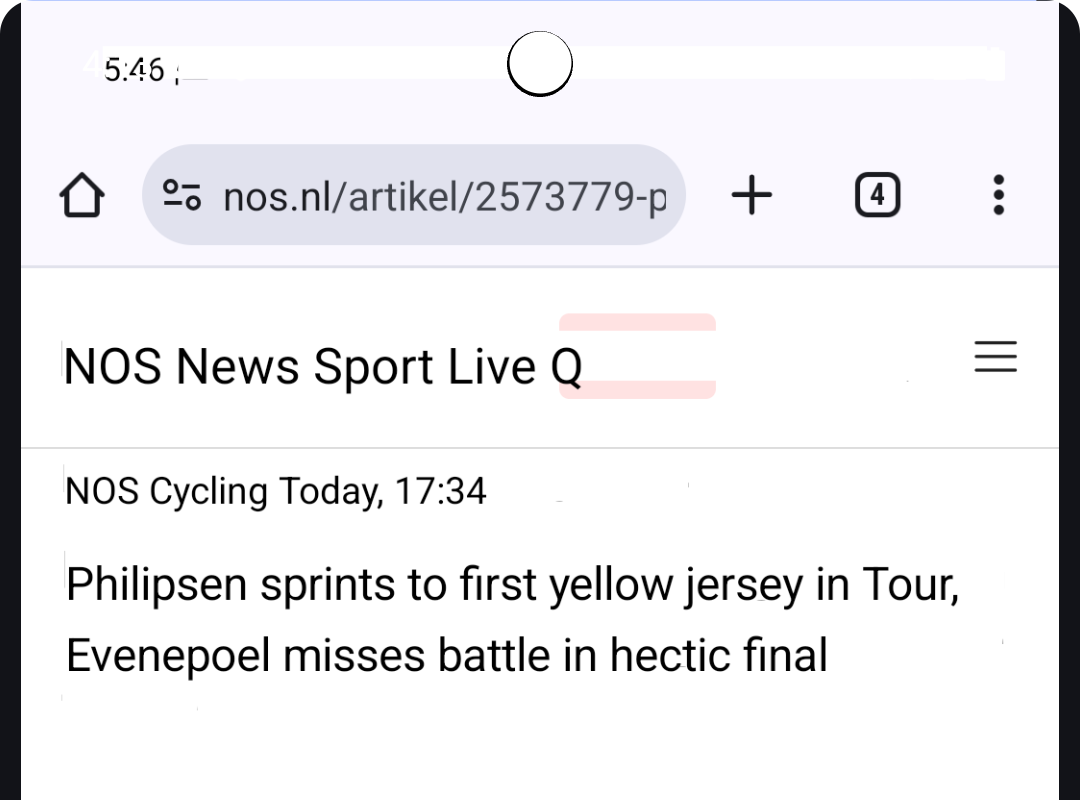 5:46
nos.nl/artikel/2573779-p
4
NOS News Sport Live Q
NOS Cycling Today, 17:34
Philipsen sprints to first yellow jersey in Tour,
Evenepoel misses battle in hectic final